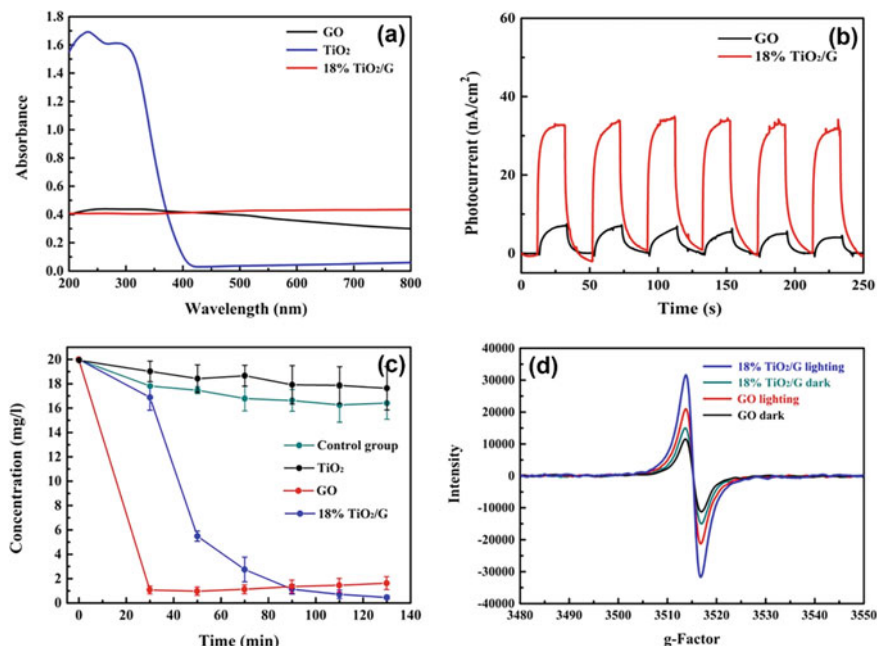 (a)
GO
TiO₂
18% TiO₂/G
Absorbance
1.8
1.6
1.4
1.2
1.0
0.8
0.6
0.4
0.2
0.0
200 300 400 500 600 700 800
Wavelength (nm)
(b)
GO
18% TiO₂/G
Photocurrent (nA/cm²)
60
40
20
0
0 50 100 150 200 250
Time (s)
(c)
Control group
TiO₂
GO
18% TiO₂/G
Concentration (mg/l)
20
18
16
14
12
10
8
6
4
2
0
0 20 40 60 80 100 120 140
Time (min)
(d)
18% TiO₂/G lighting
18% TiO₂/G dark
GO lighting
GO dark
Intensity
40000
30000
20000
10000
0
-10000
-20000
-30000
-40000
3480 3490 3500 3510 3520 3530 3540 3550
g-Factor